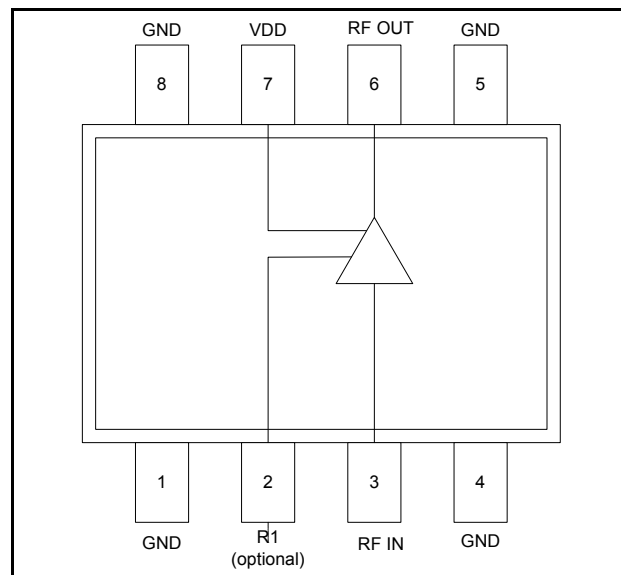 GND VDD RF OUT GND
8 7 6 5
1 2 3 4
GND R1 RF IN GND
(optional)